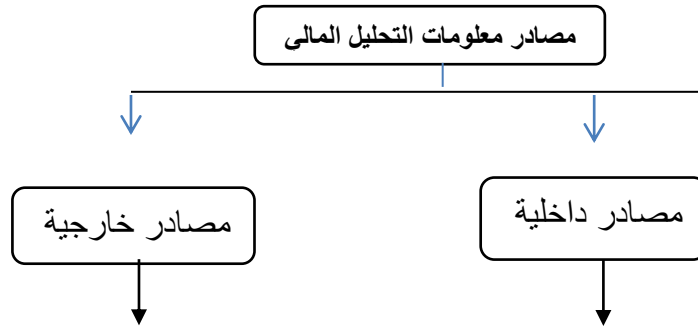 مصادر معلومات التحليل المالى
مصادر داخلية
مصادر خارجية